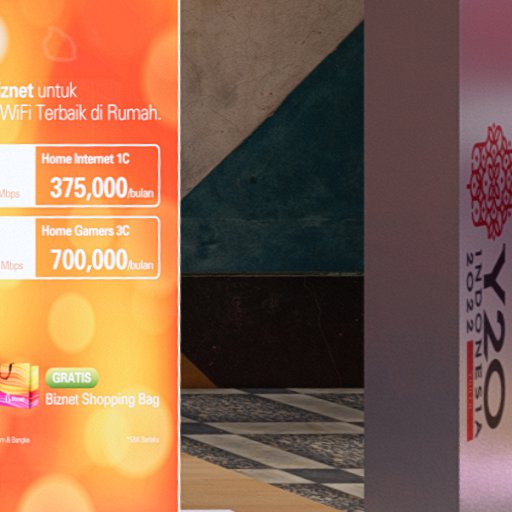 iznet untuk
WiFi Terbaik di Rumah.
Home Internet 1C
Mbps
375,000/bulan
Home Gamers 3C
Mbps
700,000/bulan
GRATIS
Biznet Shopping Bag
*S&K Berlaku
Y20
INDONESIA
2022